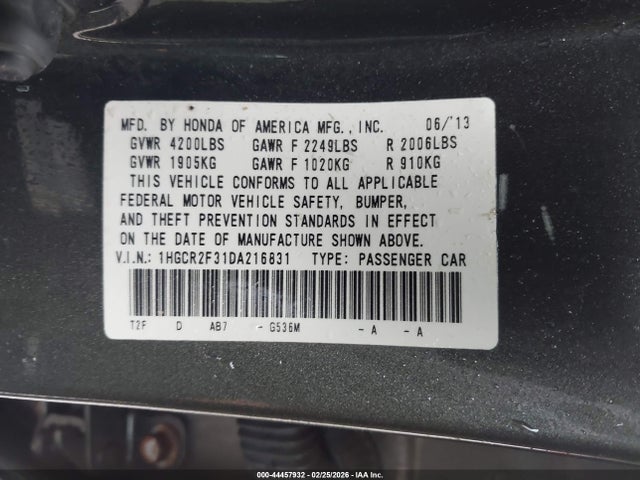 MFD. BY HONDA OF AMERICA MFG., INC. 06/'13
GVWR 4200LBS GAWR F 2249LBS R 2006LBS
GVWR 1905KG GAWR F 1020KG R 910KG
THIS VEHICLE CONFORMS TO ALL APPLICABLE
FEDERAL MOTOR VEHICLE SAFETY, BUMPER,
AND THEFT PREVENTION STANDARDS IN EFFECT
ON THE DATE OF MANUFACTURE SHOWN ABOVE.
V.I.N.: 1HGCR2F31DA216831 TYPE: PASSENGER CAR
T2F D AB7 - G536M - A - A
000-44457932 - 02/25/2026 - IAA Inc.